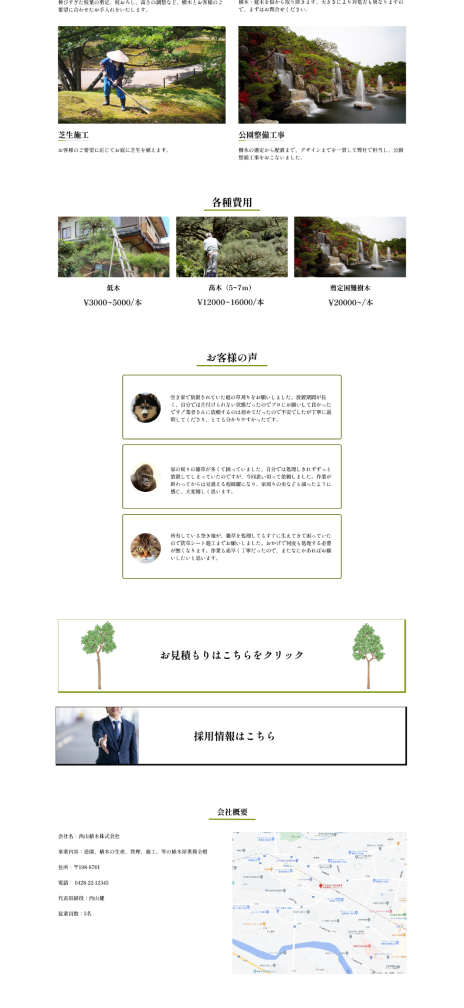 伸びすぎた枝葉の剪定、枝おろし、高さの調整など、樹木とお客様のご
要望に合わせたお手入れをいたします。
樹木・庭木を根から取り除きます。大きさにより対処方も異なりますの
で、まずはお問合せください。
芝生施工
お客様のご要望に応じてお庭に芝生を植えます。
公園整備工事
樹木の選定から配置まで、デザインまでを一貫して弊社で担当し、公園
整備工事をおこないました。
各種費用
低木
¥3000~5000/本
高木（5~7m）
¥12000~16000/本
剪定困難樹木
¥20000~/本
お客様の声
空き家で放置されていた庭の草刈りをお願いしました。放置期間が長
く、自分では片付けられない状態だったのでプロにお願いして良かった
です！業者さんに依頼するのは初めてだったので不安でしたが丁寧に説
明してくださり、とても分かりやすかったです。
家の周りの雑草が多くて困っていました。自分では処理しきれずずっと
放置してしまっていたのですが、今回思い切って依頼しました。作業が
終わってからは見違える程綺麗になり、家周りの虫なども減ったように
感じ、大変嬉しく思います。
所有している空き地が、雑草を処理してもすぐに生えてきて困っていた
ので防草シート施工までお願いしました。おかげで何度も処理する必要
が無くなります。作業も素早く丁寧だったので、またなにかあればお願
いしたいと思います。
お見積もりはこちらをクリック
採用情報はこちら
会社概要
会社名：西山植木株式会社
事業内容：造園、植木の生産、管理、施工、等の植木屋業務全般
住所：〒198-8701
電話： 0428-22-12345
代表取締役：西山健
従業員数：5名